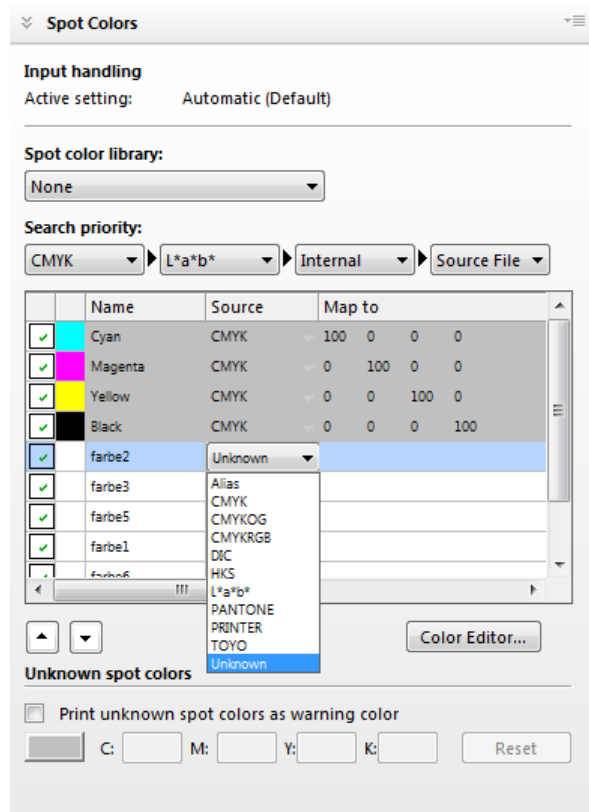 Spot Colors
Input handling
Active setting: Automatic (Default)
Spot color library:
None
Search priority:
CMYK L*a*b* Internal Source File
Name Source Map to
Cyan CMYK 100 0 0 0
Magenta CMYK 0 100 0 0
Yellow CMYK 0 0 100 0
Black CMYK 0 0 0 100
farbe2 Unknown
farbe3 Alias
CMYK
farbe5 CMYKOG
CMYKRGB
farbe1 DIC
HKS
farbe6 L*a*b*
PANTONE
PRINTER
TOYO
Unknown
Color Editor...
Unknown spot colors
Print unknown spot colors as warning color
C: M: Y: K: Reset